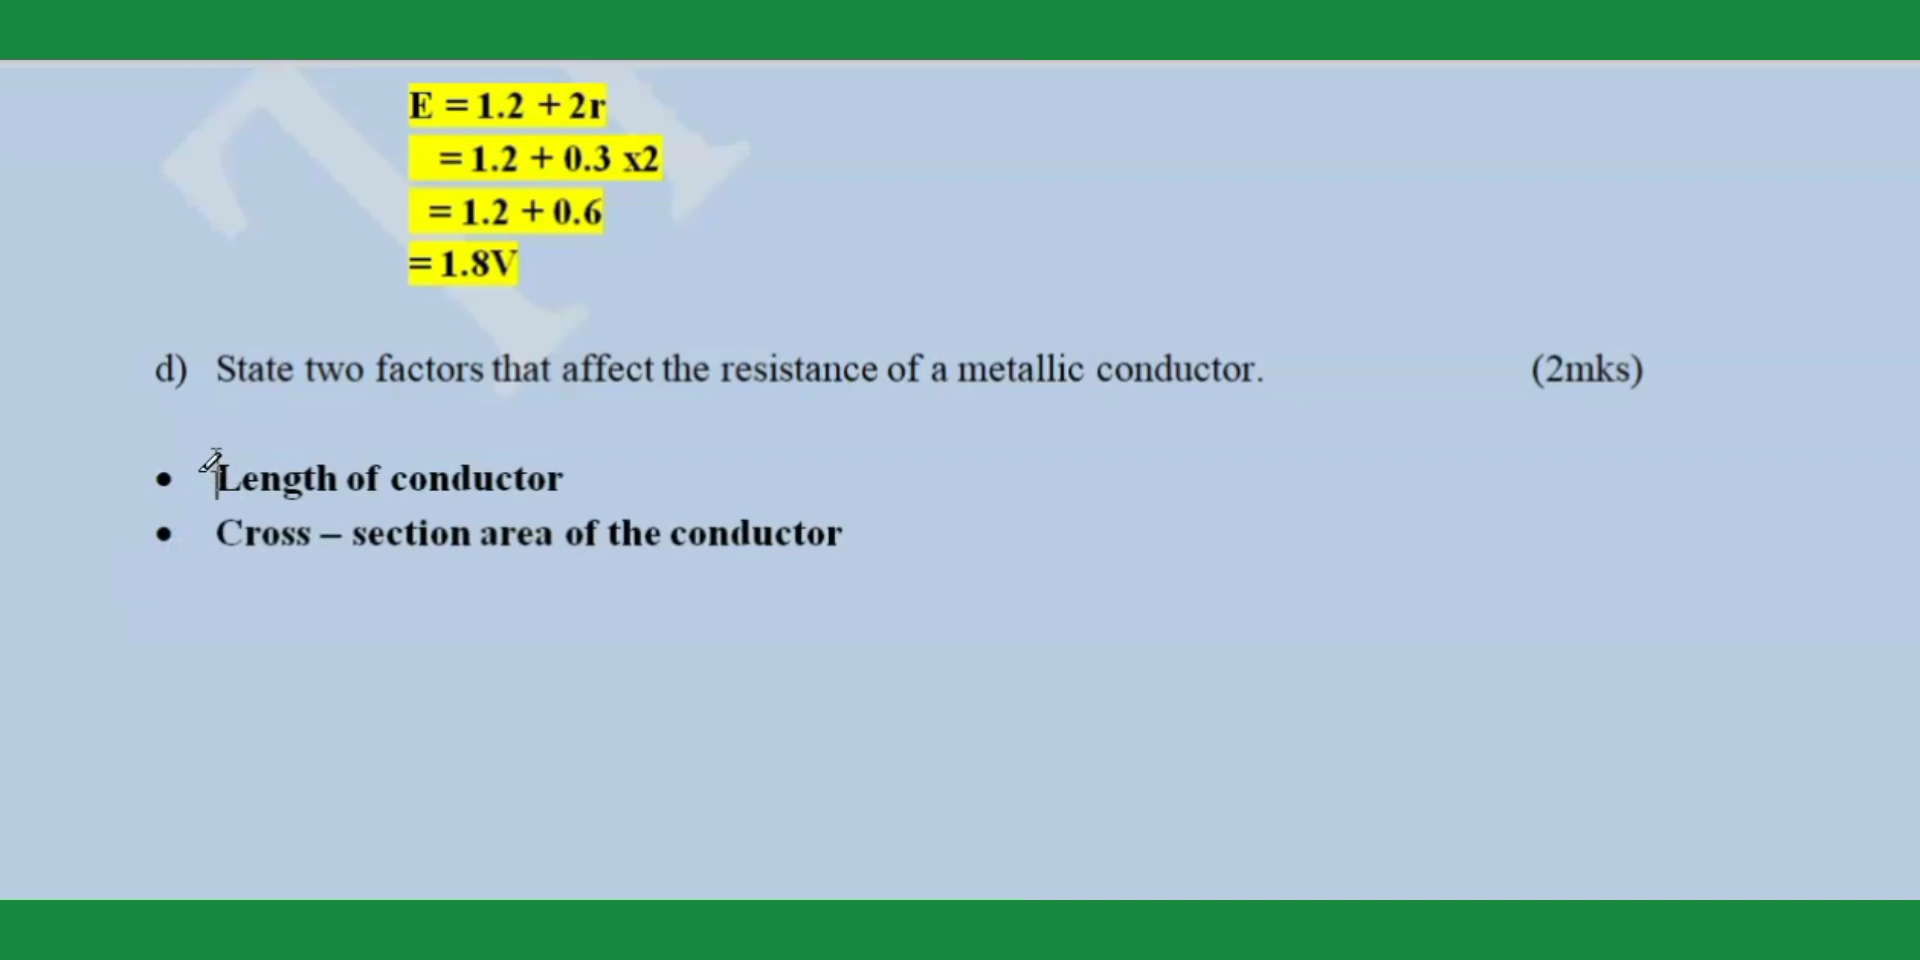 E = 1.2 + 2r
= 1.2 + 0.3 x2
= 1.2 + 0.6
= 1.8V
d) State two factors that affect the resistance of a metallic conductor. (2mks)
• Length of conductor
• Cross – section area of the conductor